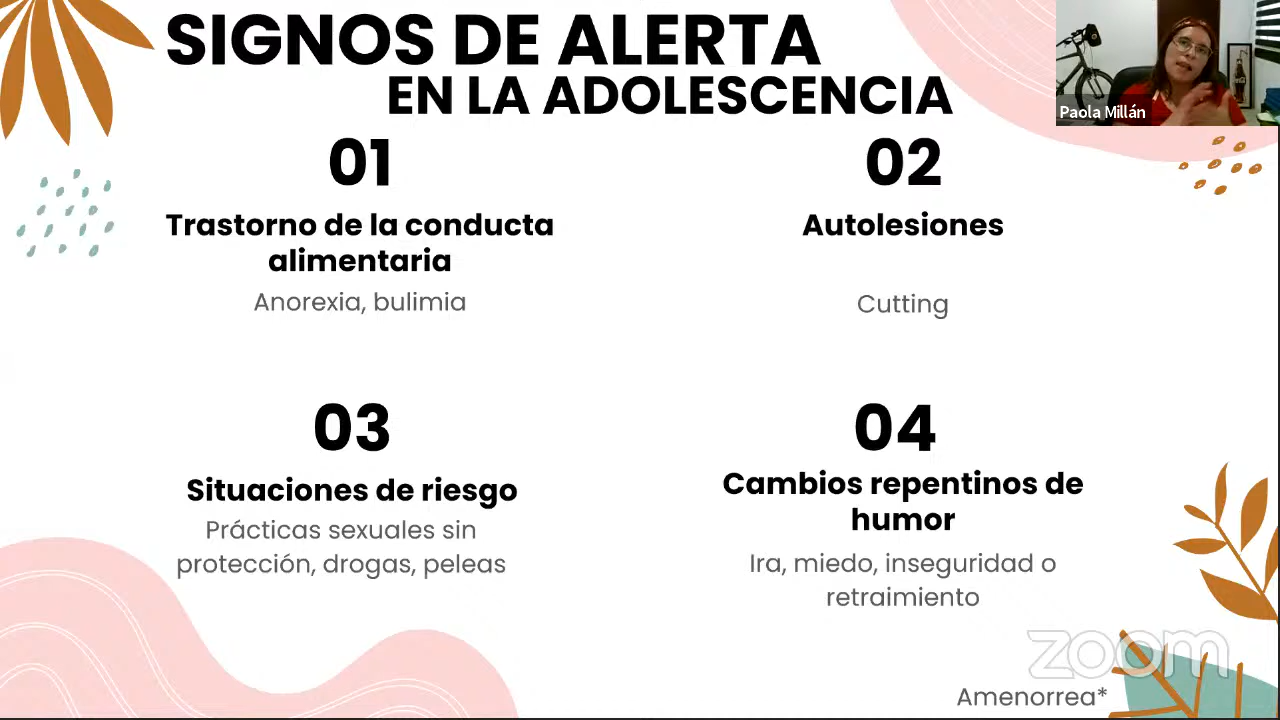 SIGNOS DE ALERTA
EN LA ADOLESCENCIA
Paola Millán
01
Trastorno de la conducta
alimentaria
Anorexia, bulimia
02
Autolesiones
Cutting
03
Situaciones de riesgo
Prácticas sexuales sin
protección, drogas, peleas
04
Cambios repentinos de
humor
Ira, miedo, inseguridad o
retraimiento
zoom
Amenorrea*